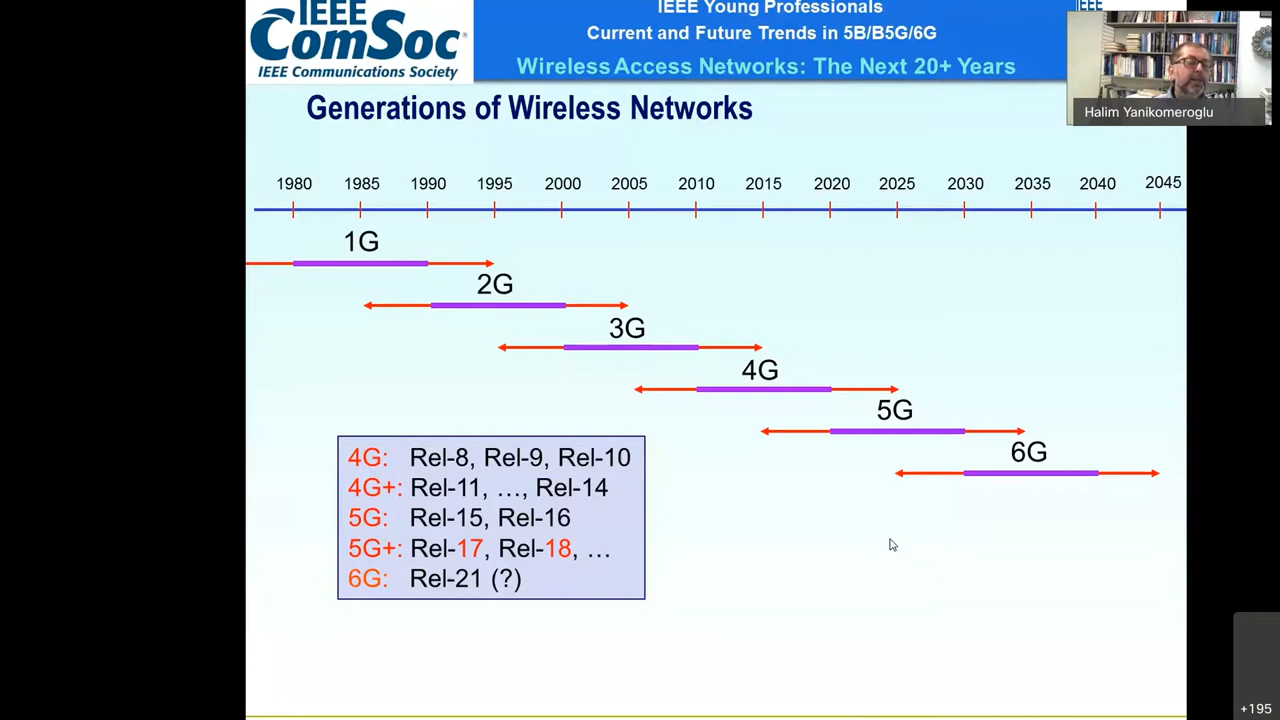 IEEE
ComSoc®
IEEE Communications Society
IEEE Young Professionals
Current and Future Trends in 5B/B5G/6G
Wireless Access Networks: The Next 20+ Years
IEEE
Halim Yanikomeroglu
Generations of Wireless Networks
1980 1985 1990 1995 2000 2005 2010 2015 2020 2025 2030 2035 2040 2045
1G
2G
3G
4G
5G
6G
4G: Rel-8, Rel-9, Rel-10
4G+: Rel-11, …, Rel-14
5G: Rel-15, Rel-16
5G+: Rel-17, Rel-18, …
6G: Rel-21 (?)
+195